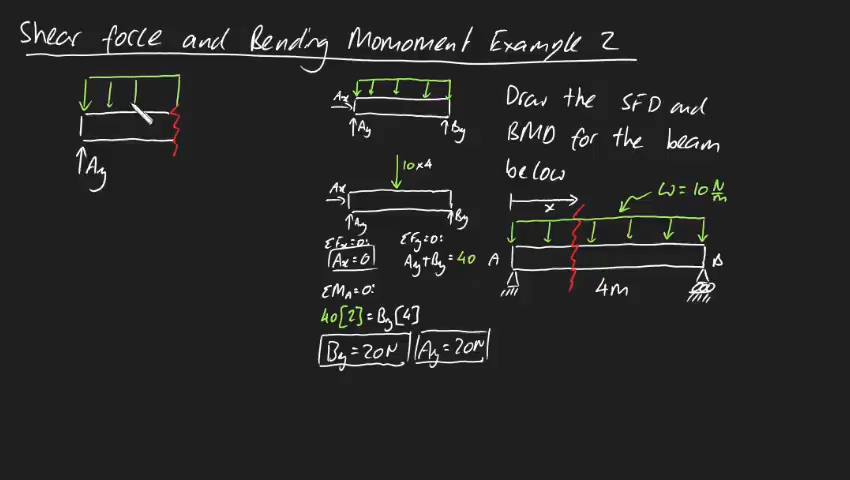 Shear force and Bending Momoment Example 2
Ay
Ax
Ay
By
10×4
Ax
Ay
By
ΣFx=0:
Ax=0
ΣFy=0:
Ay+By=40
ΣMA=0:
40[2]=By[4]
By=20N
Ay=20N
Draw the SFD and
BMD for the beam
below
x
ω=10 N/m
A
B
4m